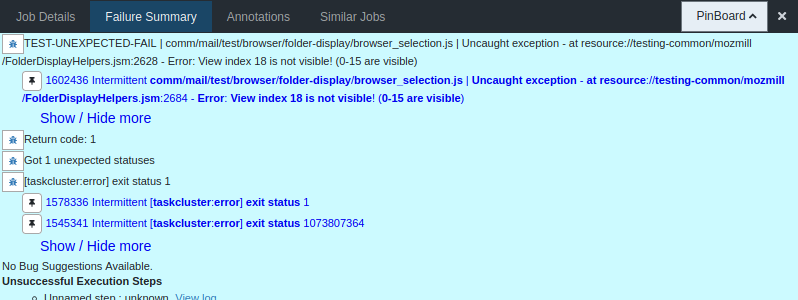 Job Details Failure Summary Annotations Similar Jobs PinBoard
TEST-UNEXPECTED-FAIL | comm/mail/test/browser/folder-display/browser_selection.js | Uncaught exception - at resource://testing-common/mozmill
/FolderDisplayHelpers.jsm:2628 - Error: View index 18 is not visible! (0-15 are visible)
1602436 Intermittent comm/mail/test/browser/folder-display/browser_selection.js | Uncaught exception - at resource://testing-common/mozmill
/FolderDisplayHelpers.jsm:2684 - Error: View index 18 is not visible! (0-15 are visible)
Show / Hide more
Return code: 1
Got 1 unexpected statuses
[taskcluster:error] exit status 1
1578336 Intermittent [taskcluster:error] exit status 1
1545341 Intermittent [taskcluster:error] exit status 1073807364
Show / Hide more
No Bug Suggestions Available.
Unsuccessful Execution Steps
Unnamed step : unknown. View log